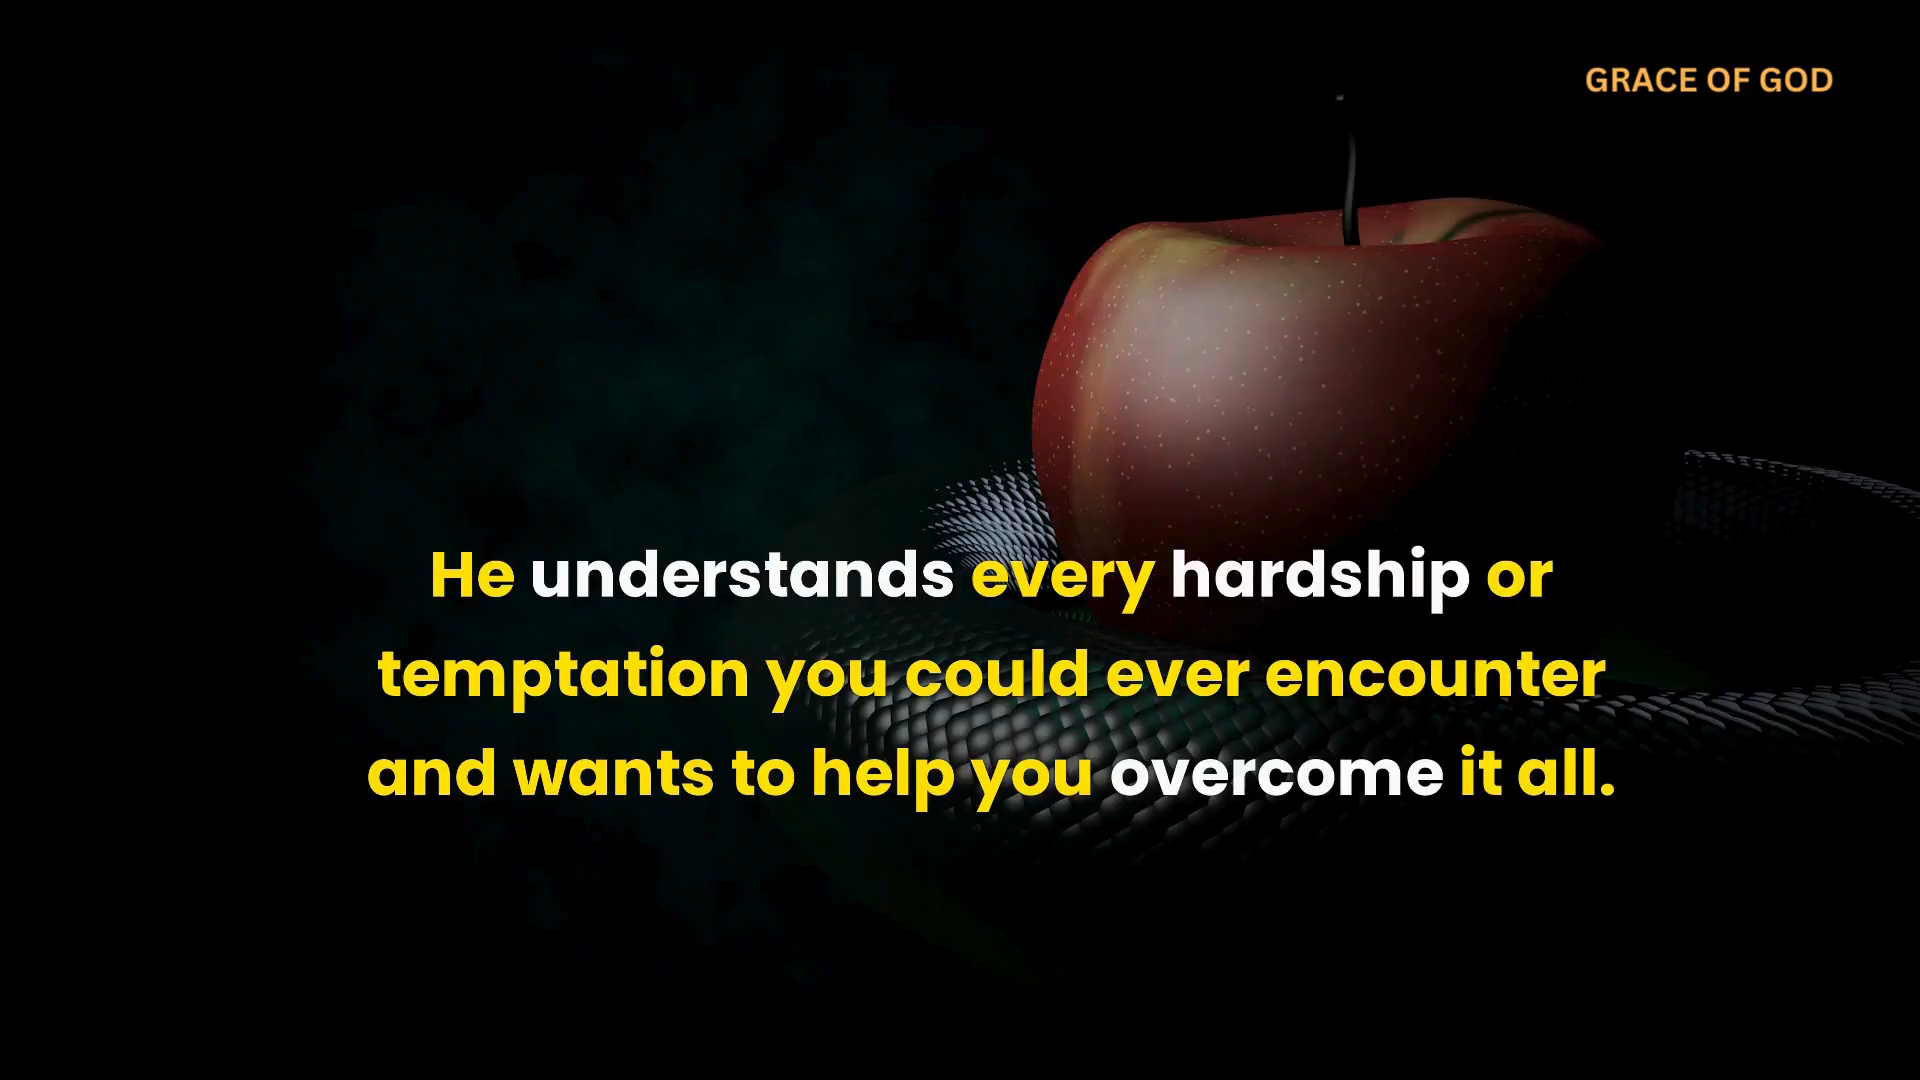 GRACE OF GOD
He understands every hardship or
temptation you could ever encounter
and wants to help you overcome it all.